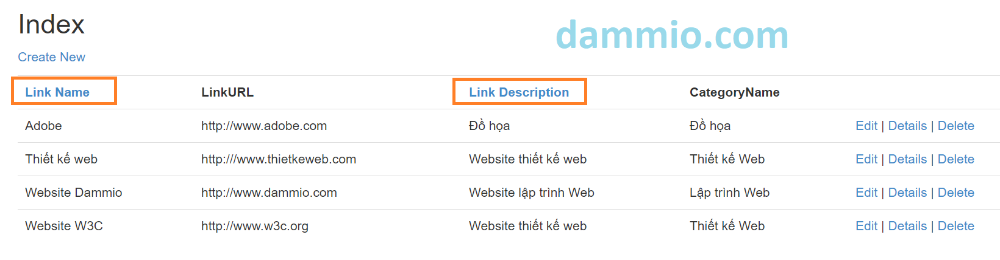 Index
dammio.com
Create New
Link Name LinkURL Link Description CategoryName
Adobe http://www.adobe.com Đồ họa Đồ họa Edit | Details | Delete
Thiết kế web http:///www.thietkeweb.com Website thiết kế web Thiết kế Web Edit | Details | Delete
Website Dammio http://www.dammio.com Website lập trình Web Lập trình Web Edit | Details | Delete
Website W3C http://www.w3c.org Website thiết kế web Thiết kế Web Edit | Details | Delete